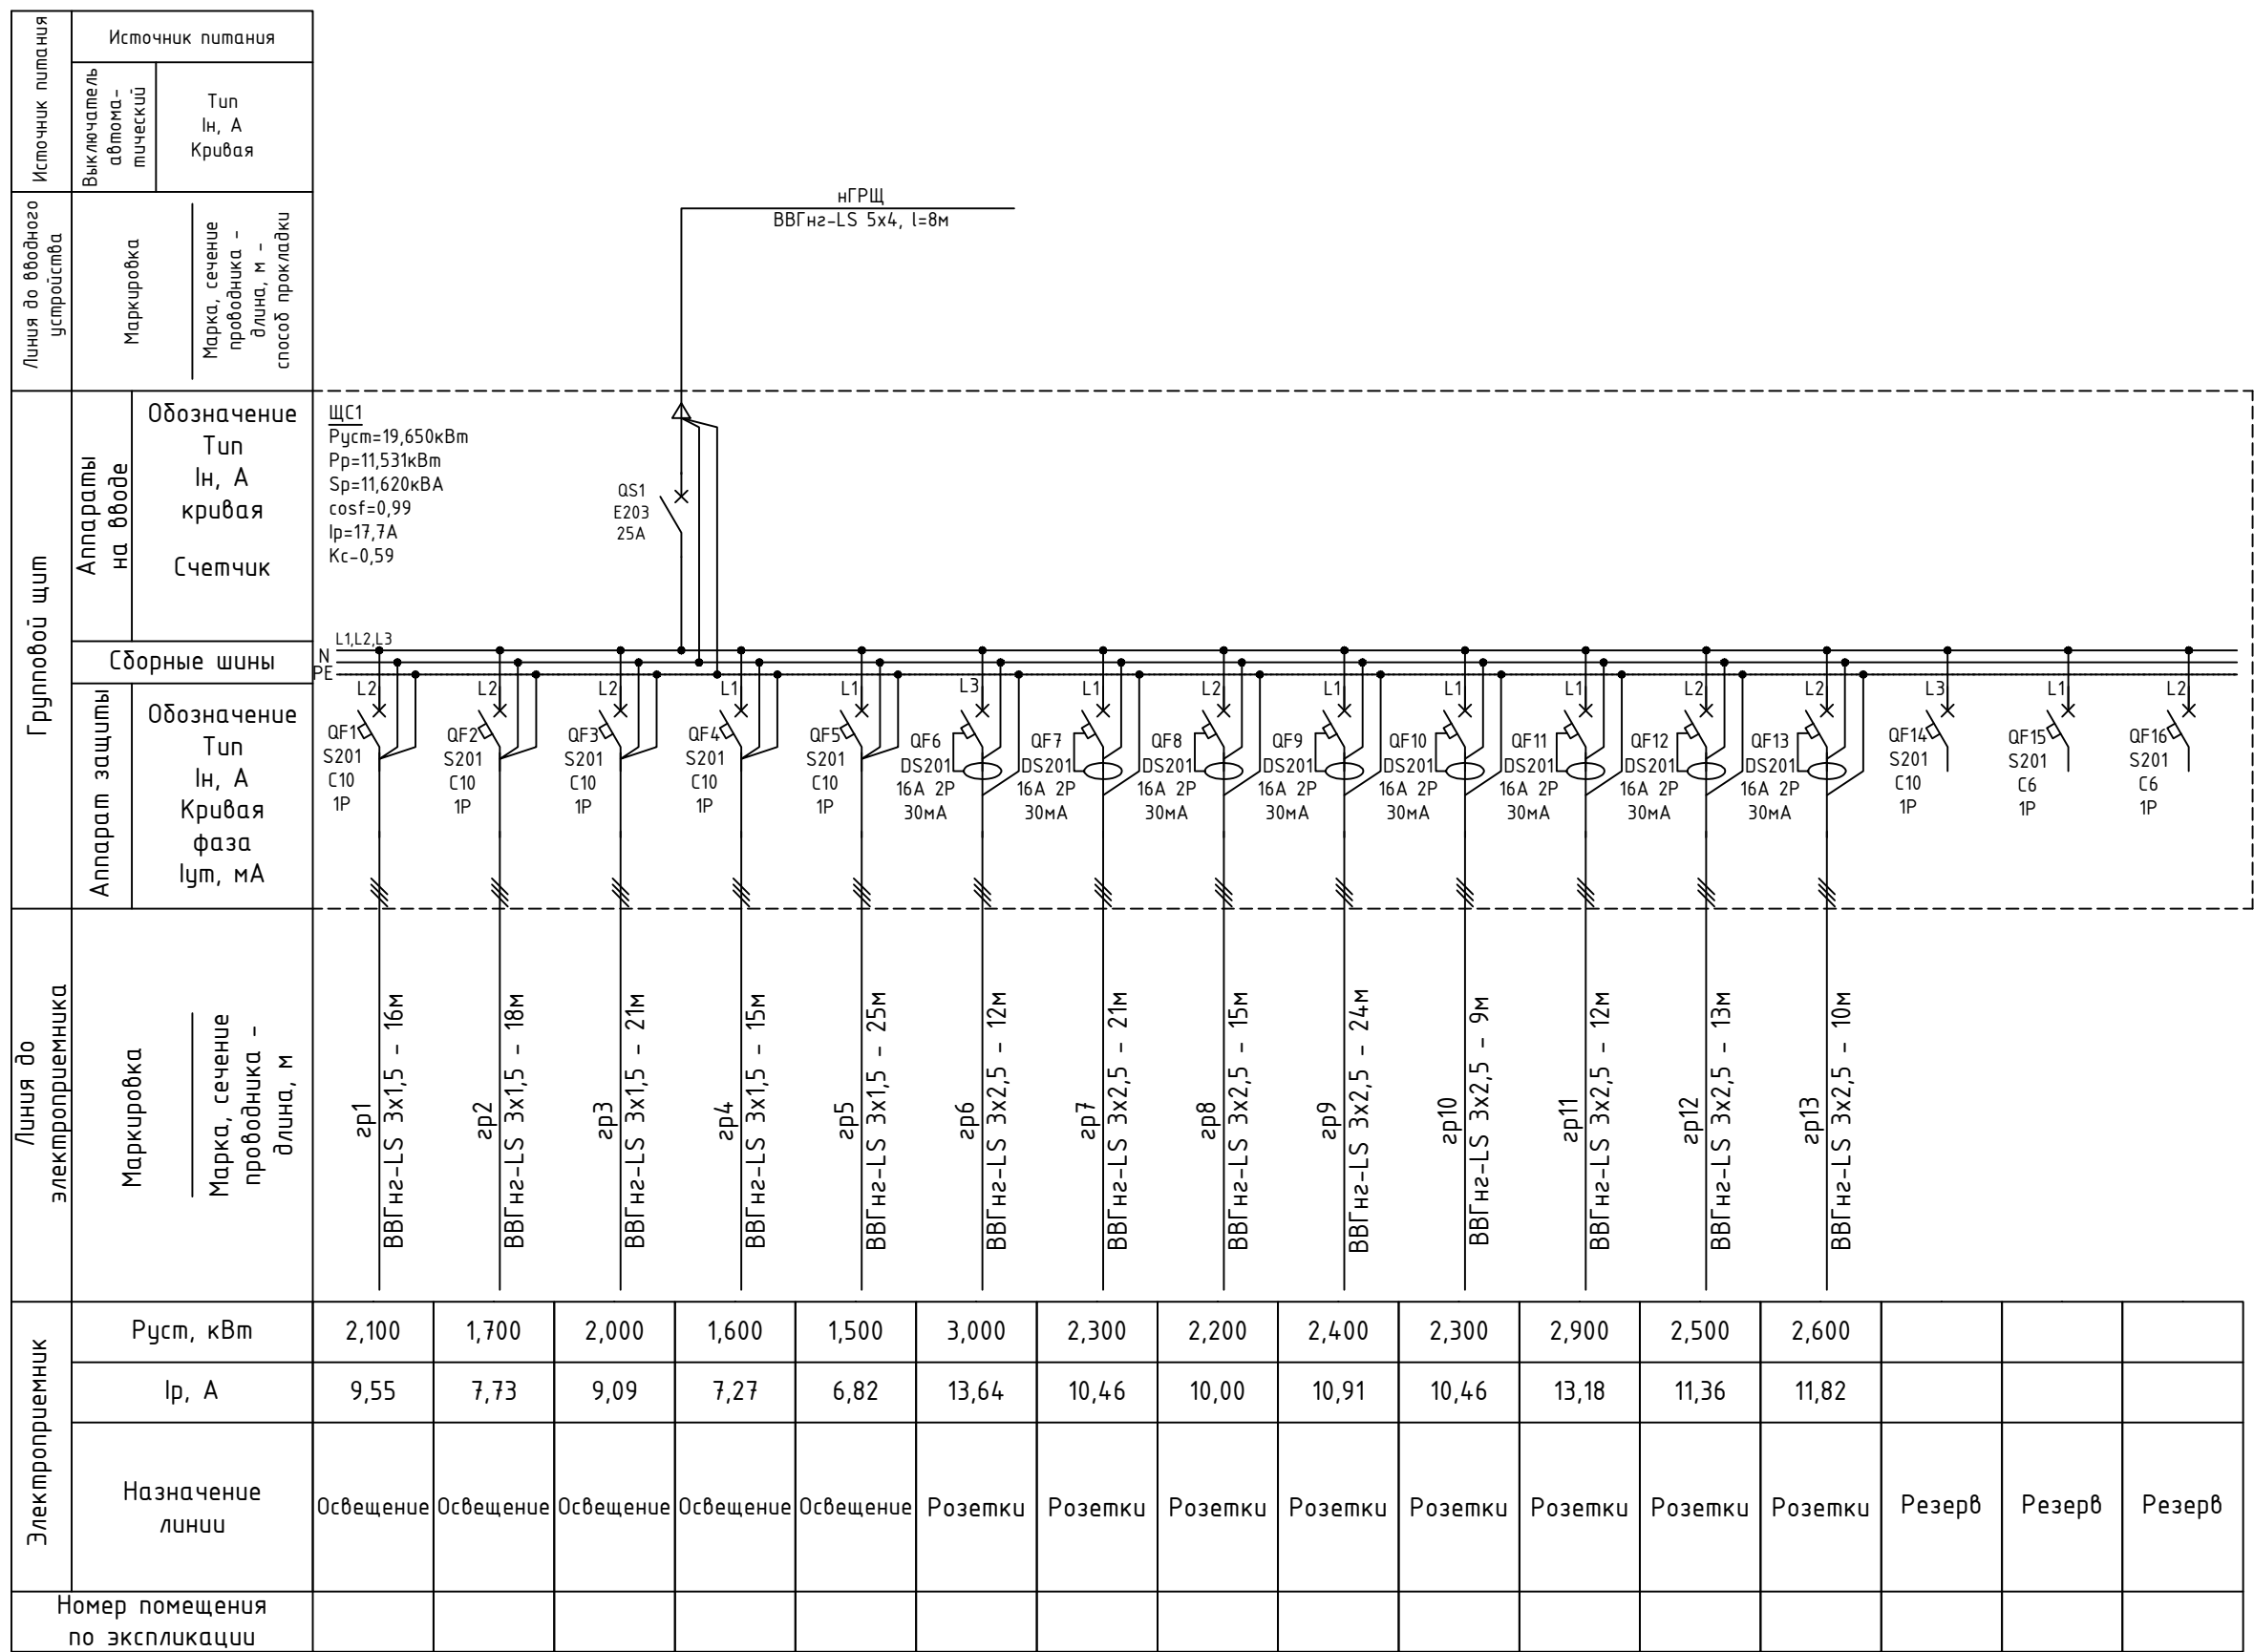 Источник питания
Источник питания
Выключатель
автома-
тический
Тип
Iн, А
Кривая
Линия до вводного
устройства
Маркировка
Марка, сечение
проводника -
длина, м -
способ прокладки
нГРЩ
ВВГнг-LS 5х4, l=8м
Групповой щит
Аппараты
на вводе
Обозначение
Тип
Iн, А
кривая
Счетчик
ЩС1
Руст=19,650кВт
Рр=11,531кВт
Sр=11,620кВА
cosf=0,99
Iр=17,7А
Кс-0,59
QS1
E203
25А
Сборные шины
L1,L2,L3
N
PE
Аппарат защиты
Обозначение
Тип
Iн, А
Кривая
фаза
Iут, мА
L2
QF1
S201
C10
1P
L2
QF2
S201
C10
1P
L2
QF3
S201
C10
1P
L1
QF4
S201
C10
1P
L1
QF5
S201
C10
1P
L3
QF6
DS201
16А 2Р
30мА
L1
QF7
DS201
16А 2Р
30мА
L2
QF8
DS201
16А 2Р
30мА
L1
QF9
DS201
16А 2Р
30мА
L1
QF10
DS201
16А 2Р
30мА
L1
QF11
DS201
16А 2Р
30мА
L2
QF12
DS201
16А 2Р
30мА
L2
QF13
DS201
16А 2Р
30мА
L3
QF14
S201
C10
1P
L1
QF15
S201
C6
1P
L2
QF16
S201
C6
1P
Линия до
электроприемника
Маркировка
Марка, сечение
проводника -
длина, м
гр1
ВВГнг-LS 3х1,5 - 16м
гр2
ВВГнг-LS 3х1,5 - 18м
гр3
ВВГнг-LS 3х1,5 - 21м
гр4
ВВГнг-LS 3х1,5 - 15м
гр5
ВВГнг-LS 3х1,5 - 25м
гр6
ВВГнг-LS 3х2,5 - 12м
гр7
ВВГнг-LS 3х2,5 - 21м
гр8
ВВГнг-LS 3х2,5 - 15м
гр9
ВВГнг-LS 3х2,5 - 24м
гр10
ВВГнг-LS 3х2,5 - 9м
гр11
ВВГнг-LS 3х2,5 - 12м
гр12
ВВГнг-LS 3х2,5 - 13м
гр13
ВВГнг-LS 3х2,5 - 10м
Электроприемник
Руст, кВт 2,100 1,700 2,000 1,600 1,500 3,000 2,300 2,200 2,400 2,300 2,900 2,500 2,600
Iр, А 9,55 7,73 9,09 7,27 6,82 13,64 10,46 10,00 10,91 10,46 13,18 11,36 11,82
Назначение
линии
Освещение Освещение Освещение Освещение Освещение Розетки Розетки Розетки Розетки Розетки Розетки Розетки Розетки Резерв Резерв Резерв
Номер помещения
по экспликации